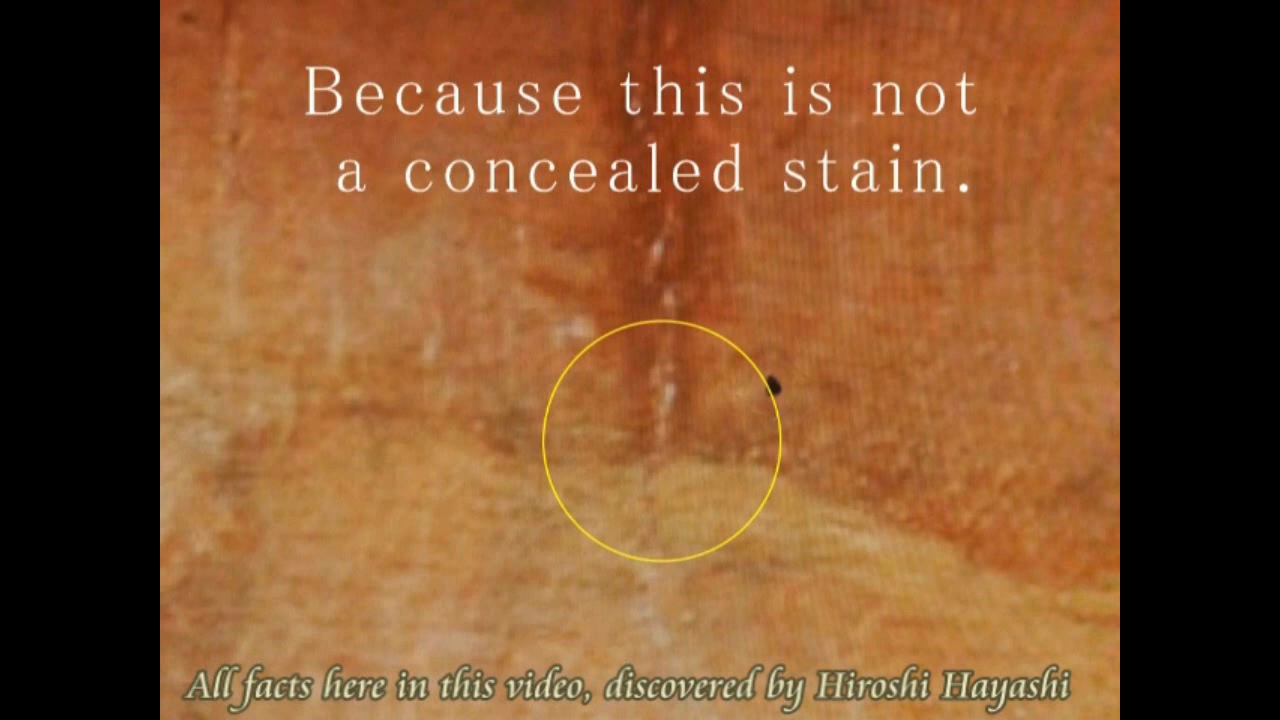 Because this is not
a concealed stain.
All facts here in this video, discovered by Hiroshi Hayashi